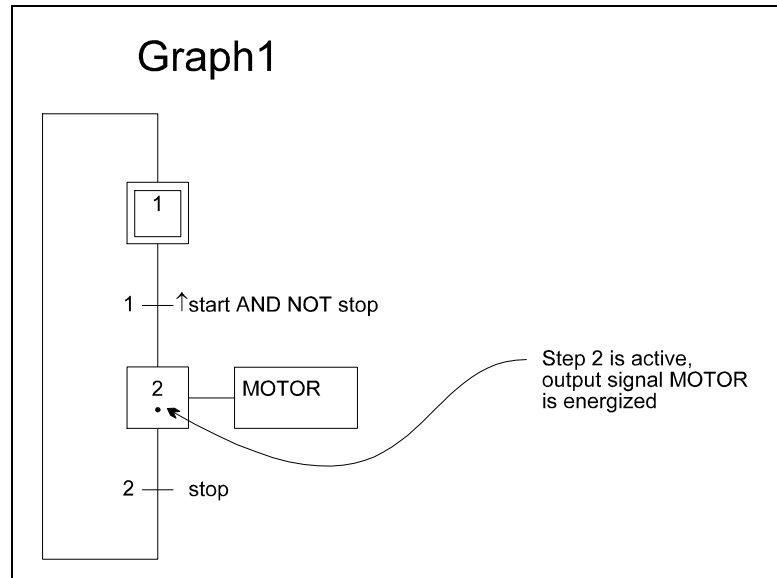 Graph1
1
1 ↑start AND NOT stop
2 MOTOR
Step 2 is active,
output signal MOTOR
is energized
2 stop